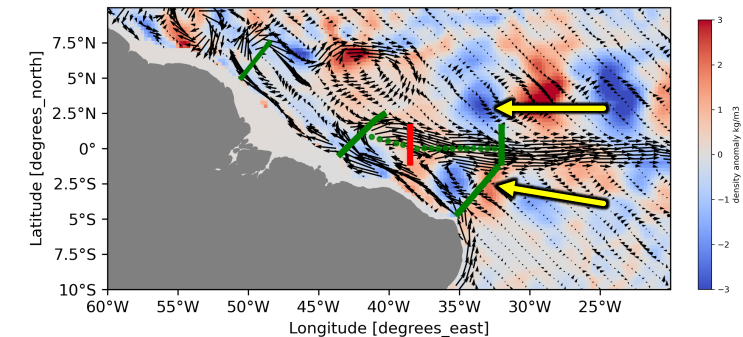 7.5°N
5°N
2.5°N
0°
2.5°S
5°S
7.5°S
10°S
60°W 55°W 50°W 45°W 40°W 35°W 30°W 25°W
Longitude [degrees_east]
Latitude [degrees_north]
3
2
1
0
−1
−2
−3
density anomaly kg/m3